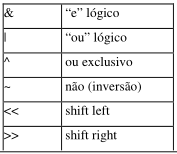 & “e” lógico
| “ou” lógico
^ ou exclusivo
~ não (inversão)
<< shift left
>> shift right